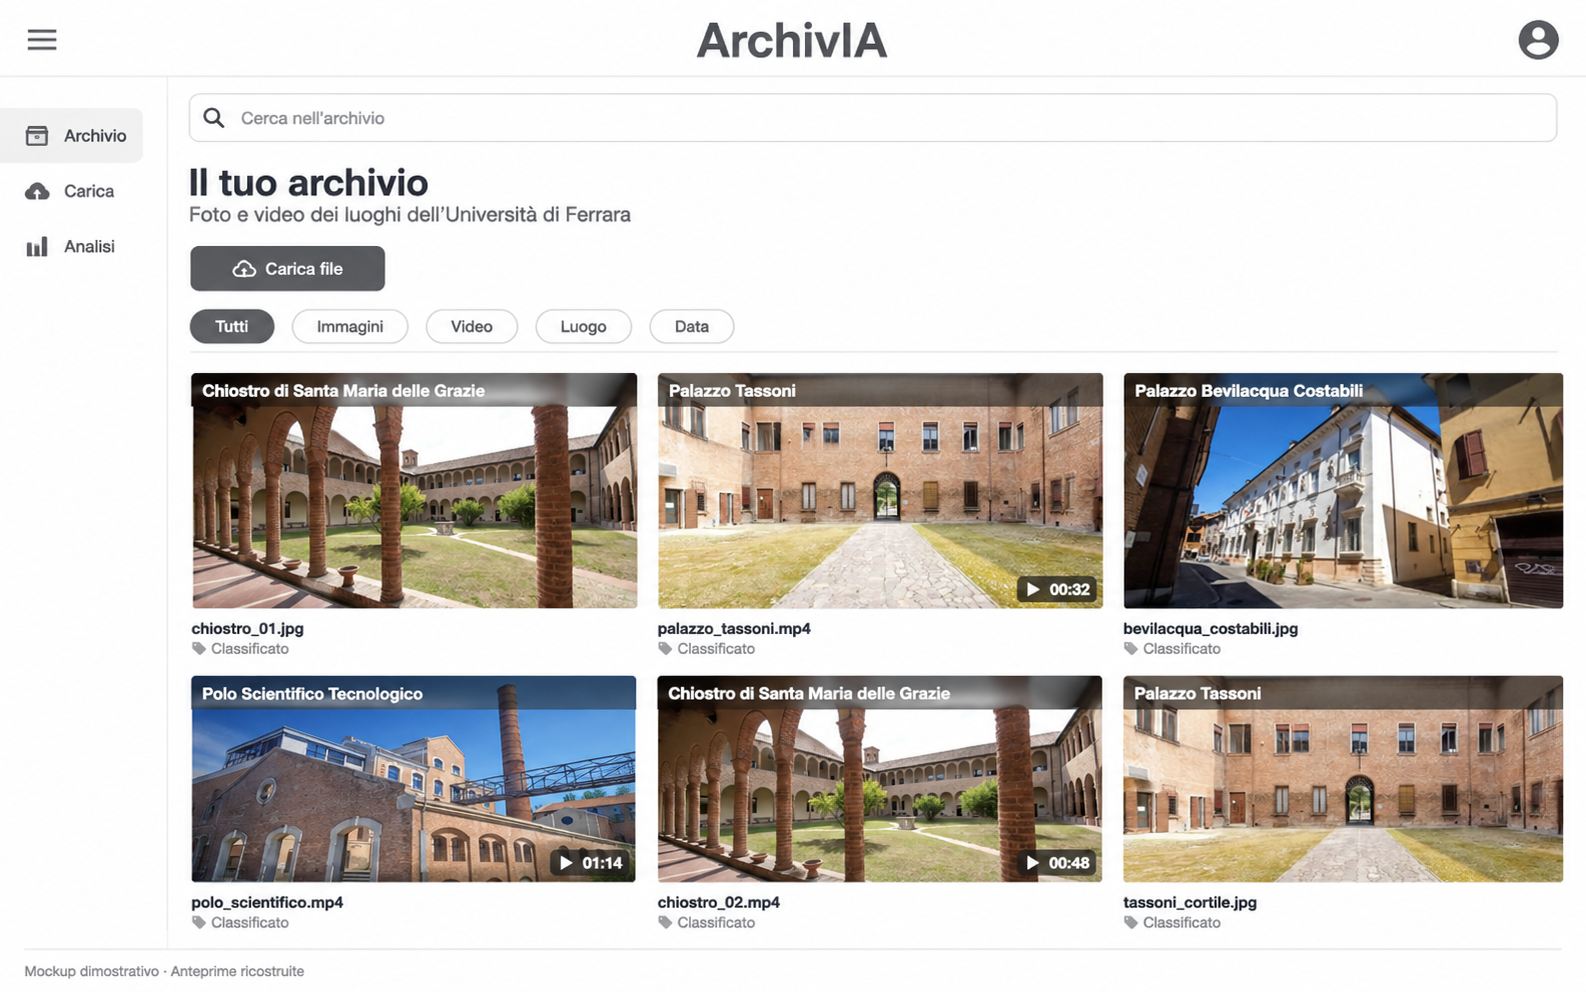 ArchivIA
Archivio
Carica
Analisi
Cerca nell'archivio
Il tuo archivio
Foto e video dei luoghi dell’Università di Ferrara
Carica file
Tutti
Immagini
Video
Luogo
Data
Chiostro di Santa Maria delle Grazie
chiostro_01.jpg
Classificato
Palazzo Tassoni
00:32
palazzo_tassoni.mp4
Classificato
Palazzo Bevilacqua Costabili
bevilacqua_costabili.jpg
Classificato
Polo Scientifico Tecnologico
01:14
polo_scientifico.mp4
Classificato
Chiostro di Santa Maria delle Grazie
00:48
chiostro_02.mp4
Classificato
Palazzo Tassoni
tassoni_cortile.jpg
Classificato
Mockup dimostrativo · Anteprime ricostruite